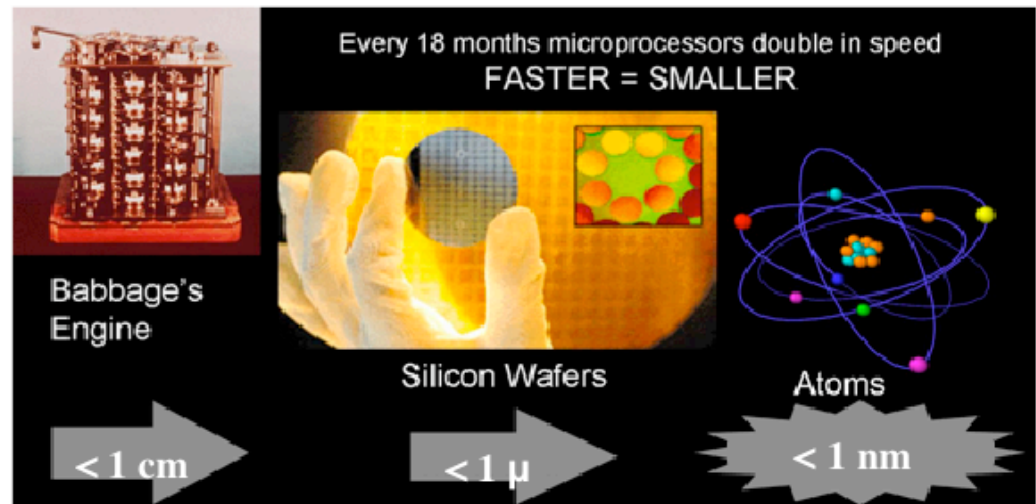 Every 18 months microprocessors double in speed
FASTER = SMALLER
Babbage's
Engine
Silicon Wafers
Atoms
< 1 cm
< 1 μ
< 1 nm